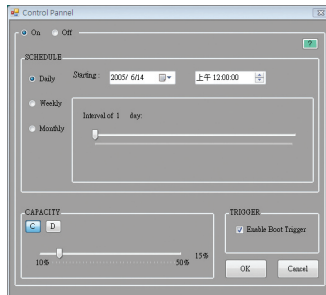 Control Pannel
On Off
?
SCHEDULE
Daily Starting : 2003/ 6/14 上午 12:00:00
Weekly
Monthly
Interval of 1 day:
CAPACITY
C D
15%
10% 50%
TRIGGER
Enable Boot Trigger
OK Cancel